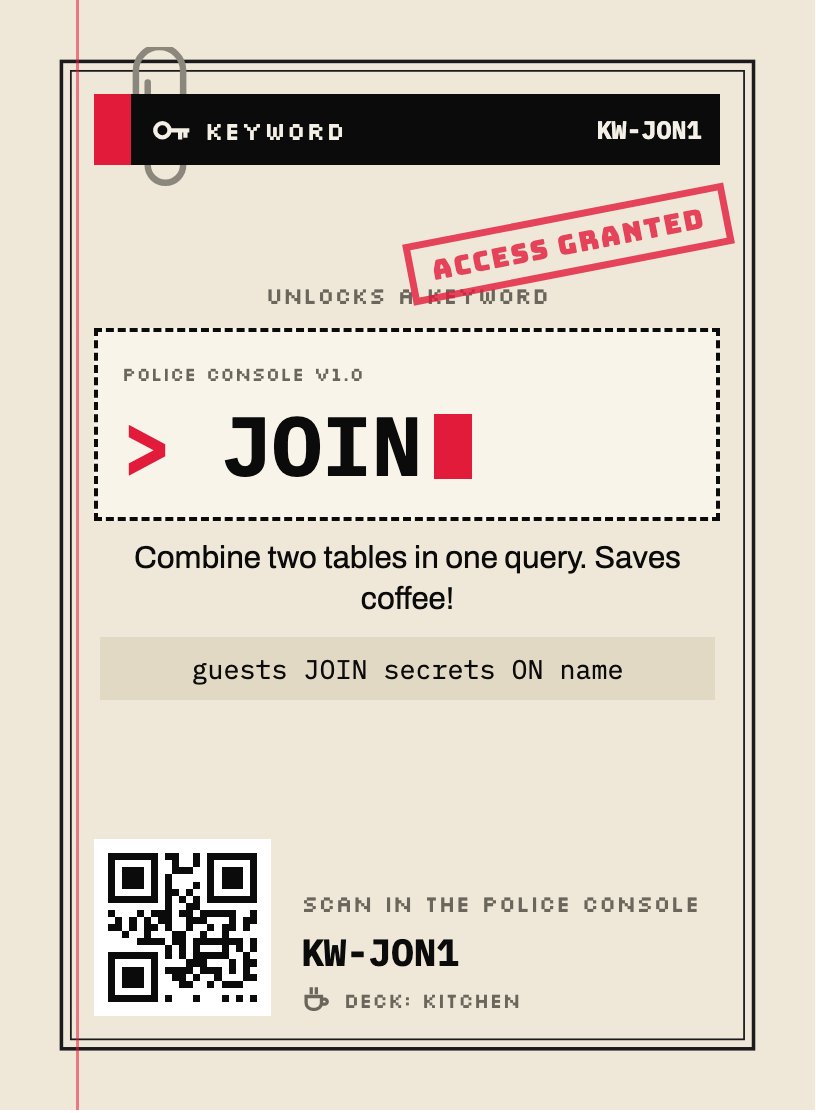 KEYWORD
KW-JON1
ACCESS GRANTED
UNLOCKS A KEYWORD
POLICE CONSOLE V1.0
> JOIN
Combine two tables in one query. Saves
coffee!
guests JOIN secrets ON name
SCAN IN THE POLICE CONSOLE
KW-JON1
DECK: KITCHEN